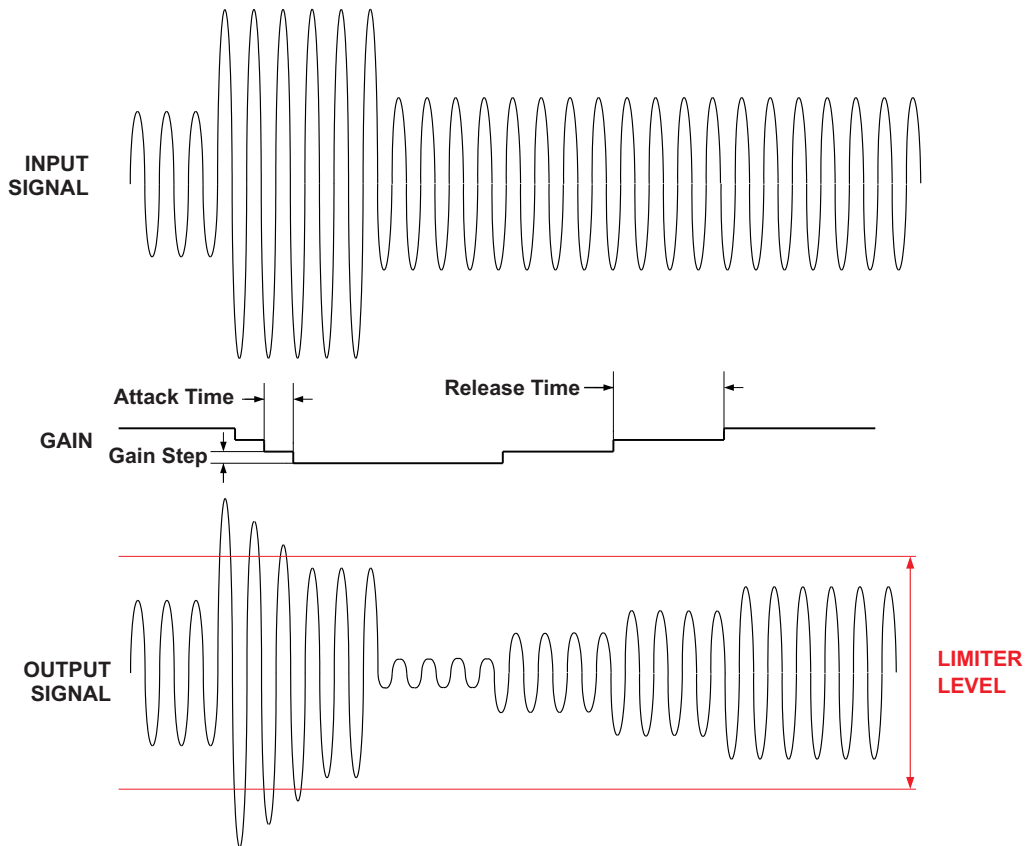 INPUT
SIGNAL
Attack Time
Release Time
GAIN
Gain Step
OUTPUT
SIGNAL
LIMITER
LEVEL